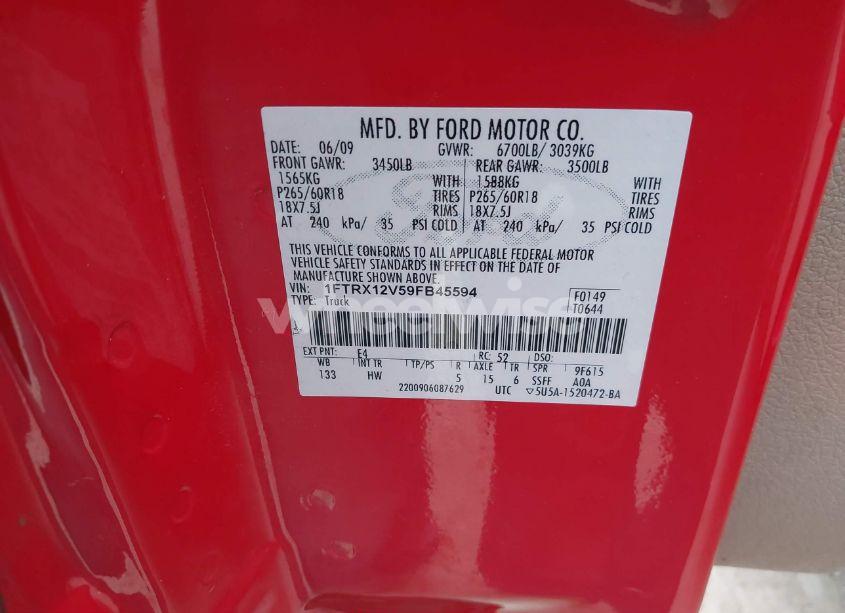 MFD. BY FORD MOTOR CO.
DATE: 06/09 GVWR: 6700LB/ 3039KG
FRONT GAWR: 3450LB REAR GAWR: 3500LB
1565KG WITH 1588KG WITH
P265/60R18 TIRES P265/60R18 TIRES
18X7.5J RIMS 18X7.5J RIMS
AT 240 kPa/ 35 PSI COLD AT 240 kPa/ 35 PSI COLD
THIS VEHICLE CONFORMS TO ALL APPLICABLE FEDERAL MOTOR
VEHICLE SAFETY STANDARDS IN EFFECT ON THE DATE OF
MANUFACTURE SHOWN ABOVE.
VIN: 1FTRX12V59FB45594 F0149
TYPE: Truck T0644
wheelwise
EXT PNT: E4 RC: 52 DSO:
WB INT TR TP/PS R AXLE TR SPR 9F615
133 HW 5 15 6 SSFF A0A
2200906087629 UTC ▽5U5A-1520472-BA